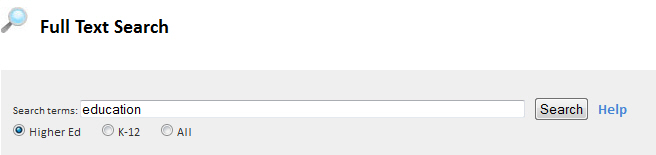 Full Text Search
Search terms: education Search Help
Higher Ed K-12 All